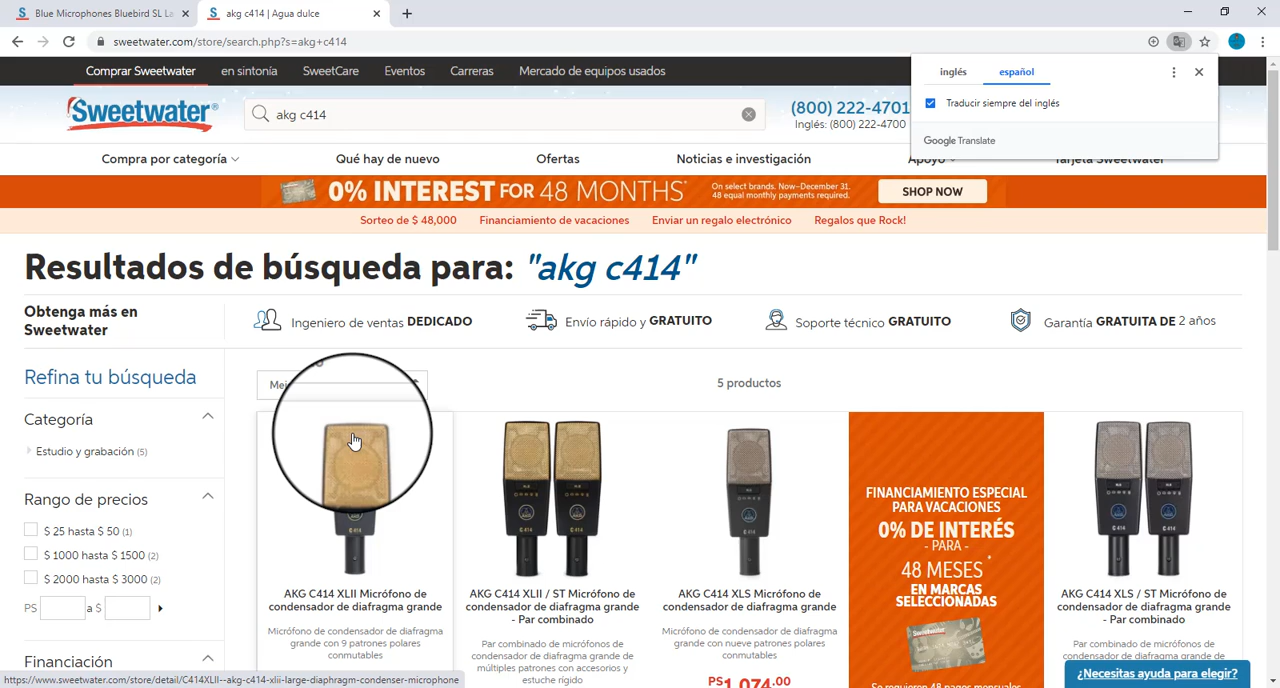 Blue Microphones Bluebird SL La
akg c414 | Agua dulce
sweetwater.com/store/search.php?s=akg+c414
Comprar Sweetwater
en sintonía
SweetCare
Eventos
Carreras
Mercado de equipos usados
inglés
español
Traducir siempre del inglés
Google Translate
Sweetwater®
akg c414
(800) 222-4701
Inglés: (800) 222-4700
Compra por categoría
Qué hay de nuevo
Ofertas
Noticias e investigación
Apoyo
Tarjeta Sweetwater
0% INTEREST FOR 48 MONTHS*
On select brands. Now–December 31.
48 equal monthly payments required.
SHOP NOW
Sorteo de $ 48,000
Financiamiento de vacaciones
Enviar un regalo electrónico
Regalos que Rock!
Resultados de búsqueda para: "akg c414"
Obtenga más en
Sweetwater
Ingeniero de ventas DEDICADO
Envío rápido y GRATUITO
Soporte técnico GRATUITO
Garantía GRATUITA DE 2 años
Refina tu búsqueda
Categoría
Estudio y grabación (5)
Rango de precios
$ 25 hasta $ 50 (1)
$ 1000 hasta $ 1500 (2)
$ 2000 hasta $ 3000 (2)
PS
a $
Financiación
5 productos
AKG C414 XLII Micrófono de
condensador de diafragma
grande
Micrófono de condensador de diafragma
grande con 9 patrones polares
conmutables
AKG C414 XLII / ST Micrófono de
condensador de diafragma grande
- Par combinado
Par combinado de micrófonos de
condensador de diafragma grande de
múltiples patrones con accesorios y
estuche rígido
AKG C414 XLS Micrófono de
condensador de diafragma grande
Micrófono de condensador de diafragma
grande con nueve patrones polares
conmutables
PS1,074.00
FINANCIAMIENTO ESPECIAL
PARA VACACIONES
0% DE INTERÉS
- PARA - *
48 MESES
EN MARCAS
SELECCIONADAS
Se requieren 48 pagos mensuales
AKG C414 XLS / ST Micrófono de
condensador de diafragma grande
- Par combinado
Par combinado de micrófonos de
condensador de diafragma grande de
¿Necesitas ayuda para elegir?
https://www.sweetwater.com/store/detail/C414XLII--akg-c414-xlii-large-diaphragm-condenser-microphone